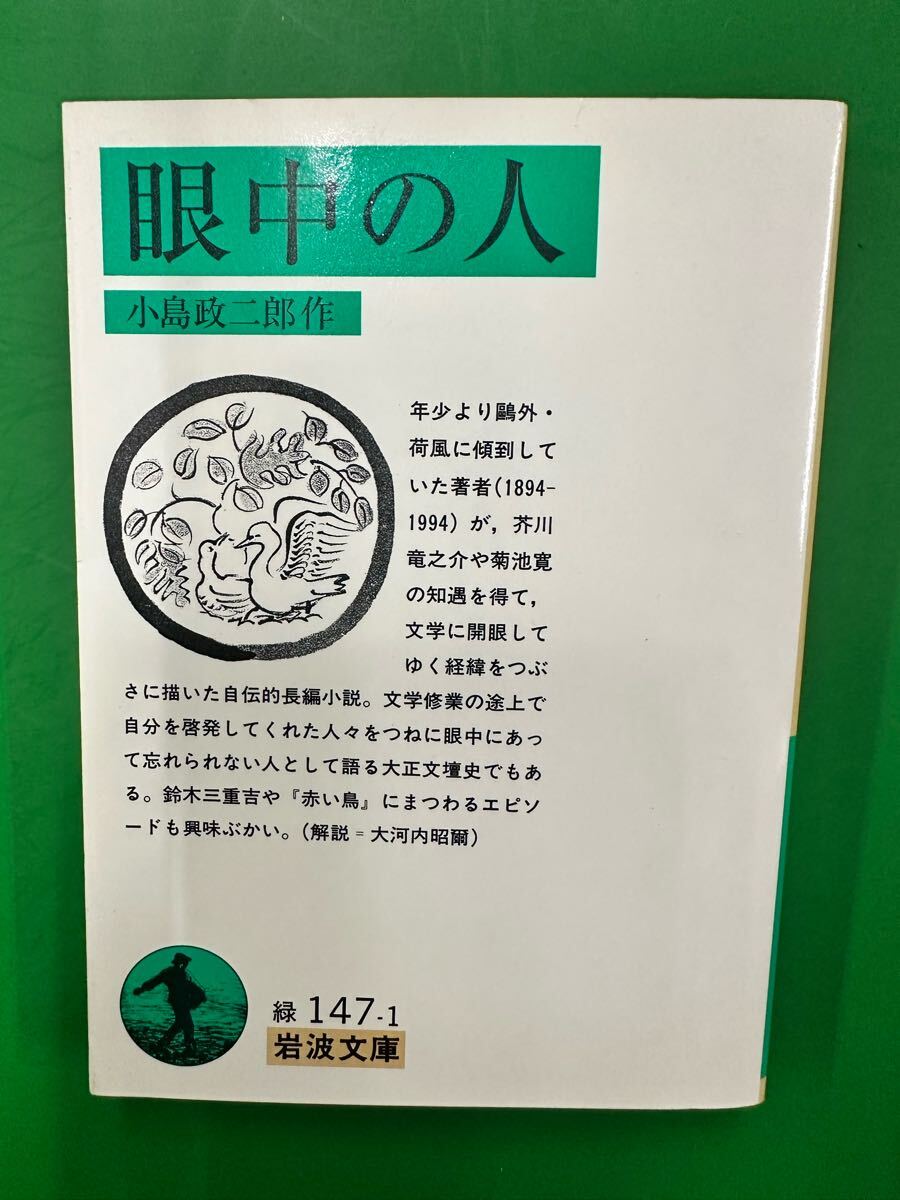 眼中の人
小島政二郎作
年少より鷗外・
荷風に傾到して
いた著者(1894-
1994)が，芥川
竜之介や菊池寛
の知遇を得て，
文学に開眼して
ゆく経緯をつぶ
さに描いた自伝的長編小説。文学修業の途上で
自分を啓発してくれた人々をつねに眼中にあっ
て忘れられない人として語る大正文壇史でもあ
る。鈴木三重吉や『赤い鳥』にまつわるエピソ
ードも興味ぶかい。(解説＝大河内昭爾)
緑 147-1
岩波文庫